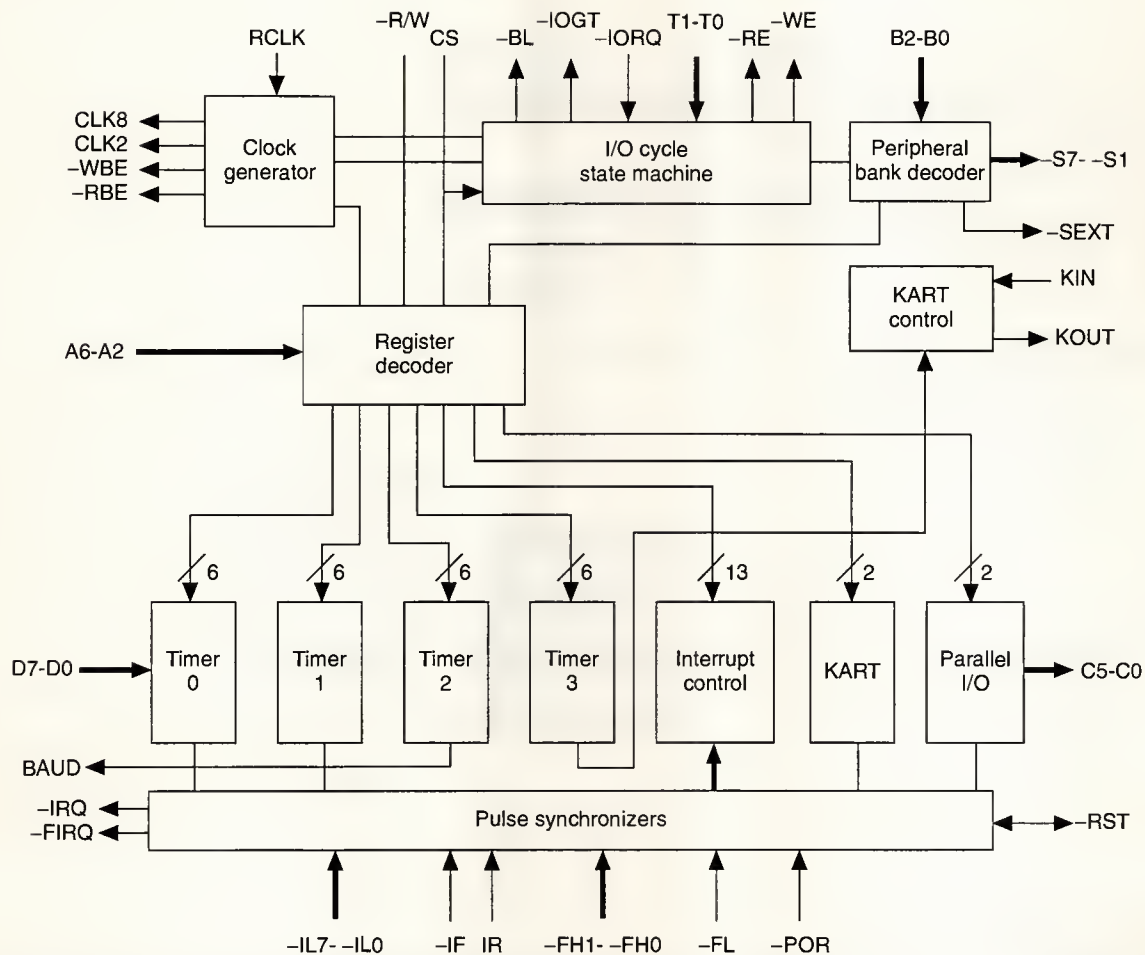 –R/W
–IOGT
T1-T0
–WE
RCLK
CS
–BL
–IORQ
–RE
B2-B0
CLK8
CLK2
–WBE
–RBE
Clock
generator
I/O cycle
state machine
Peripheral
bank decoder
–S7- –S1
–SEXT
KIN
KART
control
KOUT
A6-A2
Register
decoder
6
6
6
6
13
2
2
D7-D0
Timer
0
Timer
1
Timer
2
Timer
3
Interrupt
control
KART
Parallel
I/O
C5-C0
BAUD
–IRQ
–FIRQ
Pulse synchronizers
–RST
–IL7- –IL0
–IF
IR
–FH1- –FH0
–FL
–POR